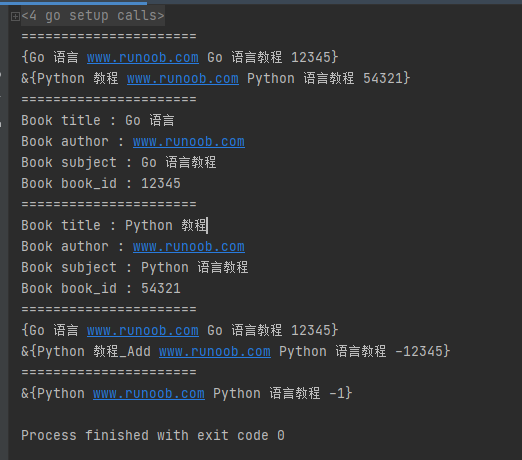 <4 go setup calls>
======================
{Go 语言 www.runoob.com Go 语言教程 12345}
&{Python 教程 www.runoob.com Python 语言教程 54321}
======================
Book title : Go 语言
Book author : www.runoob.com
Book subject : Go 语言教程
Book book_id : 12345
======================
Book title : Python 教程
Book author : www.runoob.com
Book subject : Python 语言教程
Book book_id : 54321
======================
{Go 语言 www.runoob.com Go 语言教程 12345}
&{Python 教程_Add www.runoob.com Python 语言教程 -12345}
======================
&{Python www.runoob.com Python 语言教程 -1}
Process finished with exit code 0